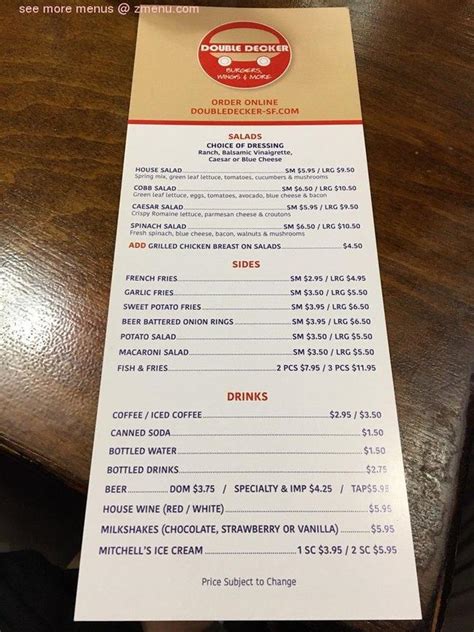 see more menus @ zmenu.com
DOUBLE DECKER
BURGERS,
WINGS & MORE
ORDER ONLINE
DOUBLEDECKER-SF.COM
SALADS
CHOICE OF DRESSING
Ranch, Balsamic Vinaigrette,
Caesar or Blue Cheese
HOUSE SALAD SM $5.95 / LRG $9.50
Spring mix, green leaf lettuce, tomatoes, cucumbers & mushrooms
COBB SALAD SM $6.50 / LRG $10.50
Green leaf lettuce, eggs, tomatoes, avocado, blue cheese & bacon
CAESAR SALAD SM $5.95 / LRG $9.50
Crispy Romaine lettuce, parmesan cheese & croutons
SPINACH SALAD SM $6.50 / LRG $10.50
Fresh spinach, blue cheese, bacon, walnuts & mushrooms
ADD GRILLED CHICKEN BREAST ON SALADS $4.50
SIDES
FRENCH FRIES SM $2.95 / LRG $4.95
GARLIC FRIES SM $3.50 / LRG $5.50
SWEET POTATO FRIES SM $3.95 / LRG $6.50
BEER BATTERED ONION RINGS SM $3.95 / LRG $6.50
POTATO SALAD SM $3.50 / LRG $5.50
MACARONI SALAD SM $3.50 / LRG $5.50
FISH & FRIES 2 PCS $7.95 / 3 PCS $11.95
DRINKS
COFFEE / ICED COFFEE $2.95 / $3.50
CANNED SODA $1.50
BOTTLED WATER $1.50
BOTTLED DRINKS $2.75
BEER DOM $3.75 / SPECIALTY & IMP $4.25 / TAP$5.95
HOUSE WINE (RED / WHITE) $5.95
MILKSHAKES (CHOCOLATE, STRAWBERRY OR VANILLA) $5.95
MITCHELL'S ICE CREAM 1 SC $3.95 / 2 SC $5.95
Price Subject to Change